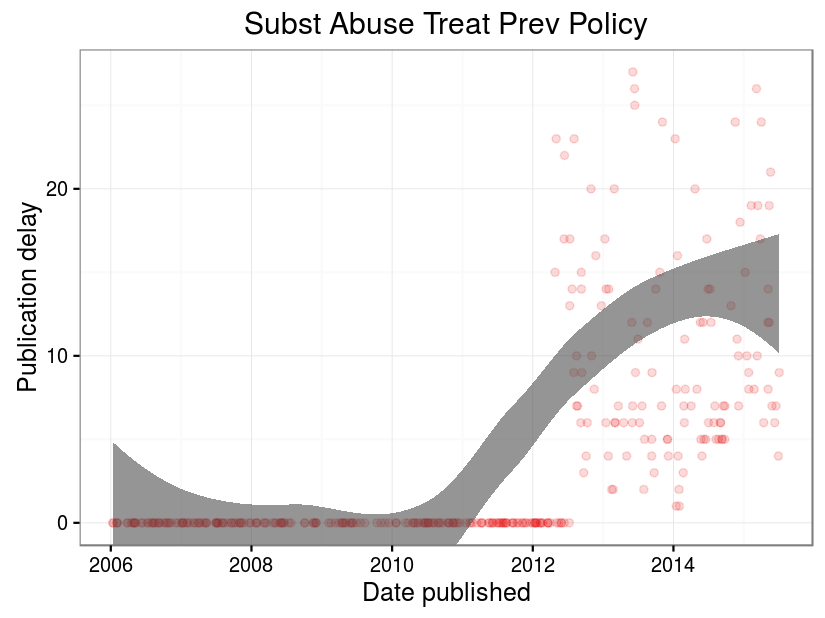 Subst Abuse Treat Prev Policy
Publication delay
20
10
0
2006 2008 2010 2012 2014
Date published